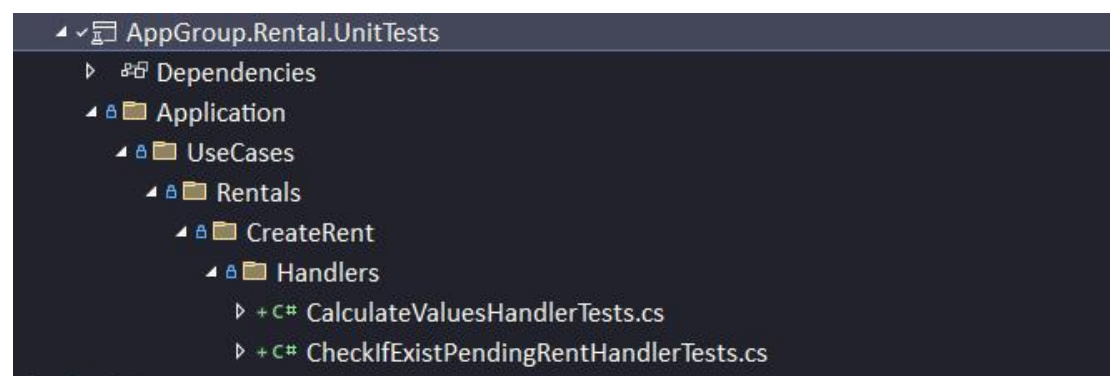 AppGroup.Rental.UnitTests
Dependencies
Application
UseCases
Rentals
CreateRent
Handlers
+ C# CalculateValuesHandlerTests.cs
+ C# CheckIfExistPendingRentHandlerTests.cs